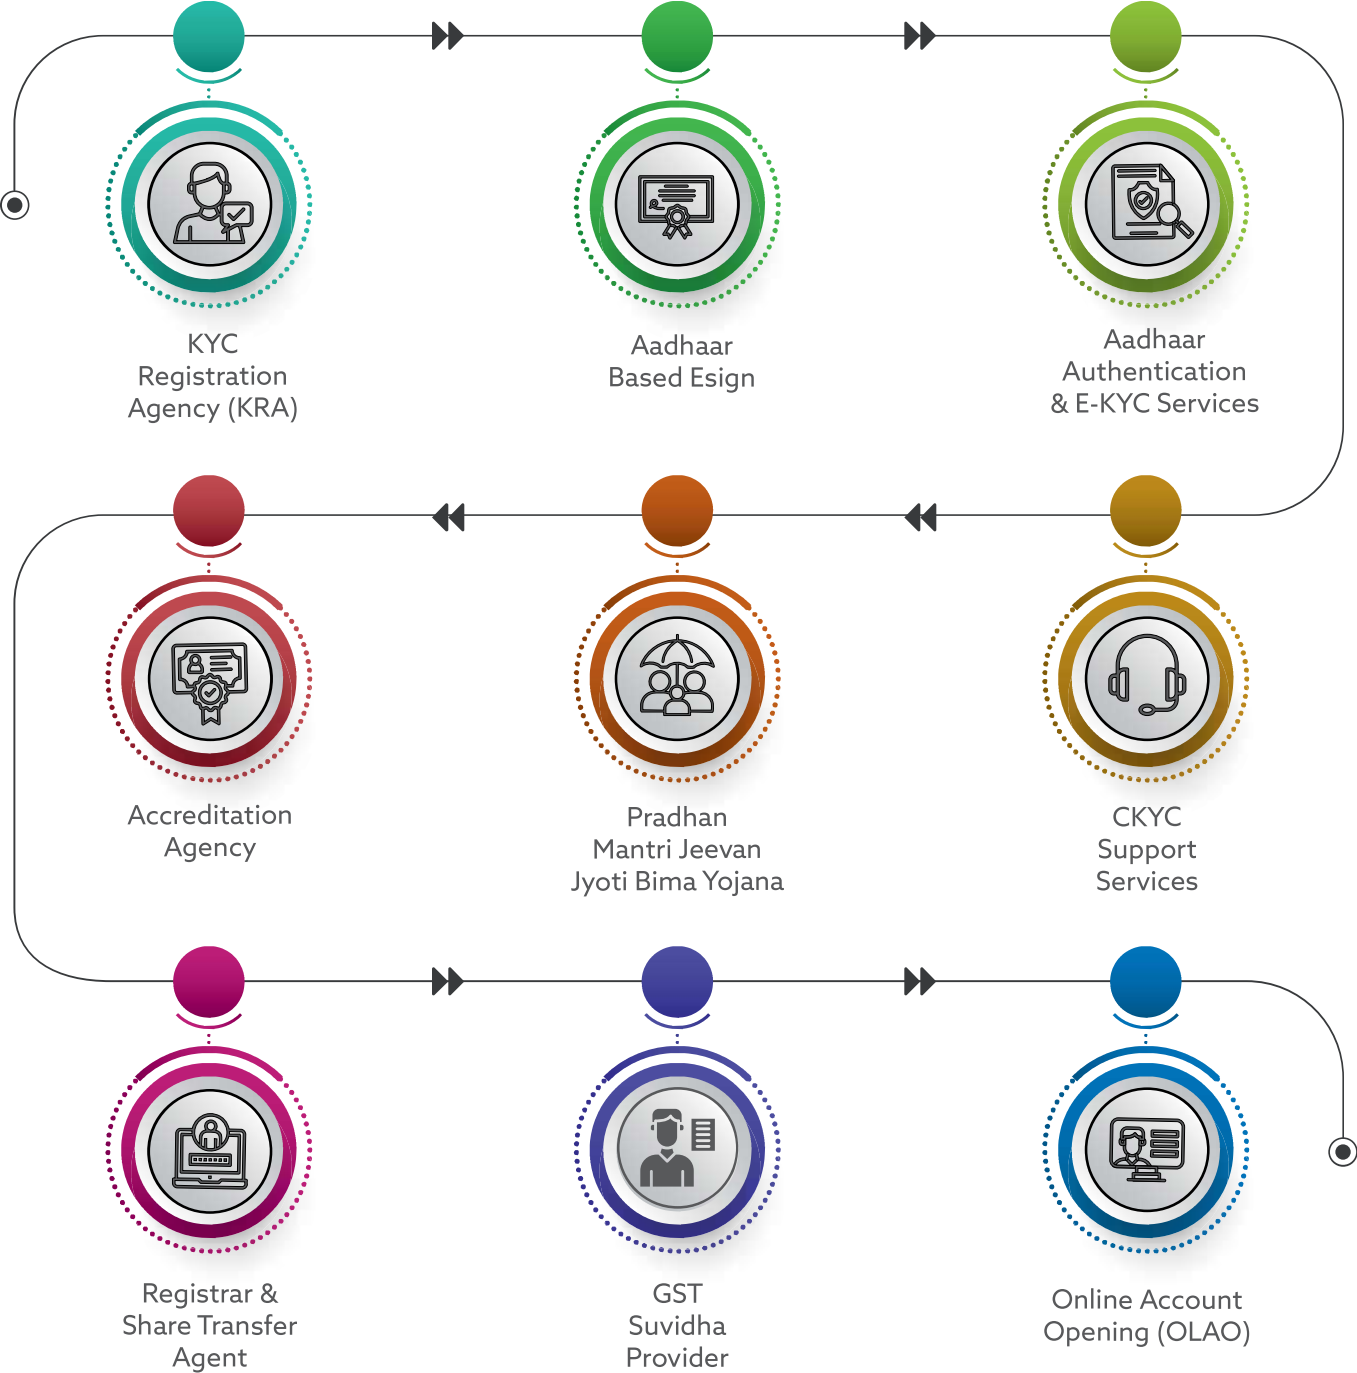 KYC
Registration
Agency (KRA)
Aadhaar
Based Esign
Aadhaar
Authentication
& E-KYC Services
Accreditation
Agency
Pradhan
Mantri Jeevan
Jyoti Bima Yojana
CKYC
Support
Services
Registrar &
Share Transfer
Agent
GST
Suvidha
Provider
Online Account
Opening (OLAO)